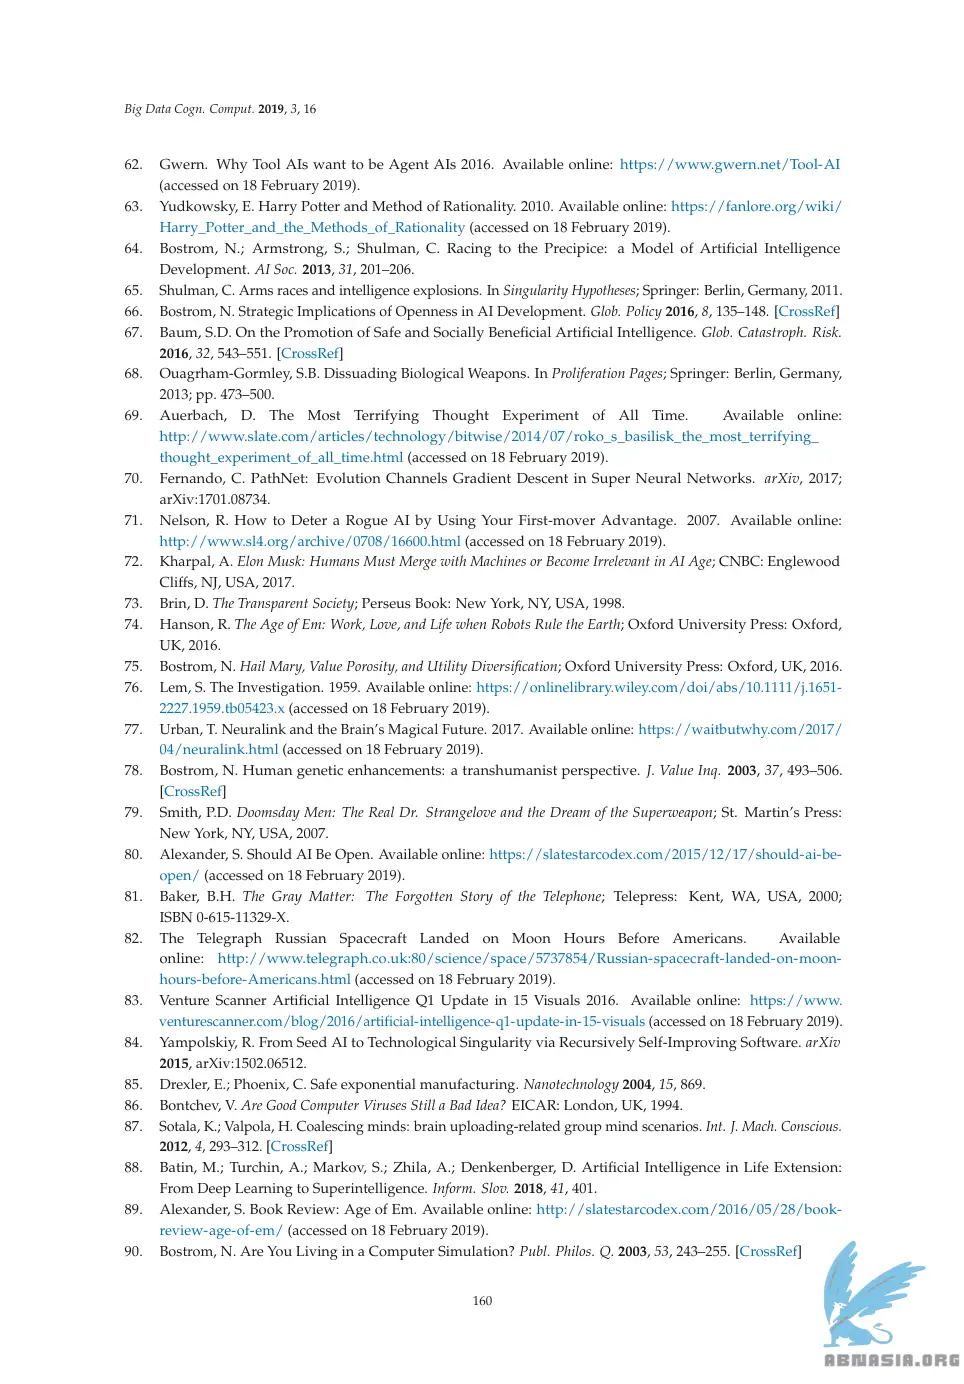 Big Data Cogn. Comput. 2019, 3, 16
62. Gwern. Why Tool AIs want to be Agent AIs 2016. Available online: https://www.gwern.net/Tool-AI
(accessed on 18 February 2019).
63. Yudkowsky, E. Harry Potter and Method of Rationality. 2010. Available online: https://fanlore.org/wiki/
Harry_Potter_and_the_Methods_of_Rationality (accessed on 18 February 2019).
64. Bostrom, N.; Armstrong, S.; Shulman, C. Racing to the Precipice: a Model of Artificial Intelligence
Development. AI Soc. 2013, 31, 201–206.
65. Shulman, C. Arms races and intelligence explosions. In Singularity Hypotheses; Springer: Berlin, Germany, 2011.
66. Bostrom, N. Strategic Implications of Openness in AI Development. Glob. Policy 2016, 8, 135–148. [CrossRef]
67. Baum, S.D. On the Promotion of Safe and Socially Beneficial Artificial Intelligence. Glob. Catastroph. Risk.
2016, 32, 543–551. [CrossRef]
68. Ouagrham-Gormley, S.B. Dissuading Biological Weapons. In Proliferation Pages; Springer: Berlin, Germany,
2013; pp. 473–500.
69. Auerbach, D. The Most Terrifying Thought Experiment of All Time. Available online:
http://www.slate.com/articles/technology/bitwise/2014/07/roko_s_basilisk_the_most_terrifying_
thought_experiment_of_all_time.html (accessed on 18 February 2019).
70. Fernando, C. PathNet: Evolution Channels Gradient Descent in Super Neural Networks. arXiv, 2017;
arXiv:1701.08734.
71. Nelson, R. How to Deter a Rogue AI by Using Your First-mover Advantage. 2007. Available online:
http://www.sl4.org/archive/0708/16600.html (accessed on 18 February 2019).
72. Kharpal, A. Elon Musk: Humans Must Merge with Machines or Become Irrelevant in AI Age; CNBC: Englewood
Cliffs, NJ, USA, 2017.
73. Brin, D. The Transparent Society; Perseus Book: New York, NY, USA, 1998.
74. Hanson, R. The Age of Em: Work, Love, and Life when Robots Rule the Earth; Oxford University Press: Oxford,
UK, 2016.
75. Bostrom, N. Hail Mary, Value Porosity, and Utility Diversification; Oxford University Press: Oxford, UK, 2016.
76. Lem, S. The Investigation. 1959. Available online: https://onlinelibrary.wiley.com/doi/abs/10.1111/j.1651-
2227.1959.tb05423.x (accessed on 18 February 2019).
77. Urban, T. Neuralink and the Brain's Magical Future. 2017. Available online: https://waitbutwhy.com/2017/
04/neuralink.html (accessed on 18 February 2019).
78. Bostrom, N. Human genetic enhancements: a transhumanist perspective. J. Value Inq. 2003, 37, 493–506.
[CrossRef]
79. Smith, P.D. Doomsday Men: The Real Dr. Strangelove and the Dream of the Superweapon; St. Martin's Press:
New York, NY, USA, 2007.
80. Alexander, S. Should AI Be Open. Available online: https://slatestarcodex.com/2015/12/17/should-ai-be-
open/ (accessed on 18 February 2019).
81. Baker, B.H. The Gray Matter: The Forgotten Story of the Telephone; Telepress: Kent, WA, USA, 2000;
ISBN 0-615-11329-X.
82. The Telegraph Russian Spacecraft Landed on Moon Hours Before Americans. Available
online: http://www.telegraph.co.uk:80/science/space/5737854/Russian-spacecraft-landed-on-moon-
hours-before-Americans.html (accessed on 18 February 2019).
83. Venture Scanner Artificial Intelligence Q1 Update in 15 Visuals 2016. Available online: https://www.
venturescanner.com/blog/2016/artificial-intelligence-q1-update-in-15-visuals (accessed on 18 February 2019).
84. Yampolskiy, R. From Seed AI to Technological Singularity via Recursively Self-Improving Software. arXiv
2015, arXiv:1502.06512.
85. Drexler, E.; Phoenix, C. Safe exponential manufacturing. Nanotechnology 2004, 15, 869.
86. Bontchev, V. Are Good Computer Viruses Still a Bad Idea? EICAR: London, UK, 1994.
87. Sotala, K.; Valpola, H. Coalescing minds: brain uploading-related group mind scenarios. Int. J. Mach. Conscious.
2012, 4, 293–312. [CrossRef]
88. Batin, M.; Turchin, A.; Markov, S.; Zhila, A.; Denkenberger, D. Artificial Intelligence in Life Extension:
From Deep Learning to Superintelligence. Inform. Slov. 2018, 41, 401.
89. Alexander, S. Book Review: Age of Em. Available online: http://slatestarcodex.com/2016/05/28/book-
review-age-of-em/ (accessed on 18 February 2019).
90. Bostrom, N. Are You Living in a Computer Simulation? Publ. Philos. Q. 2003, 53, 243–255. [CrossRef]
160
ABNASIA.ORG